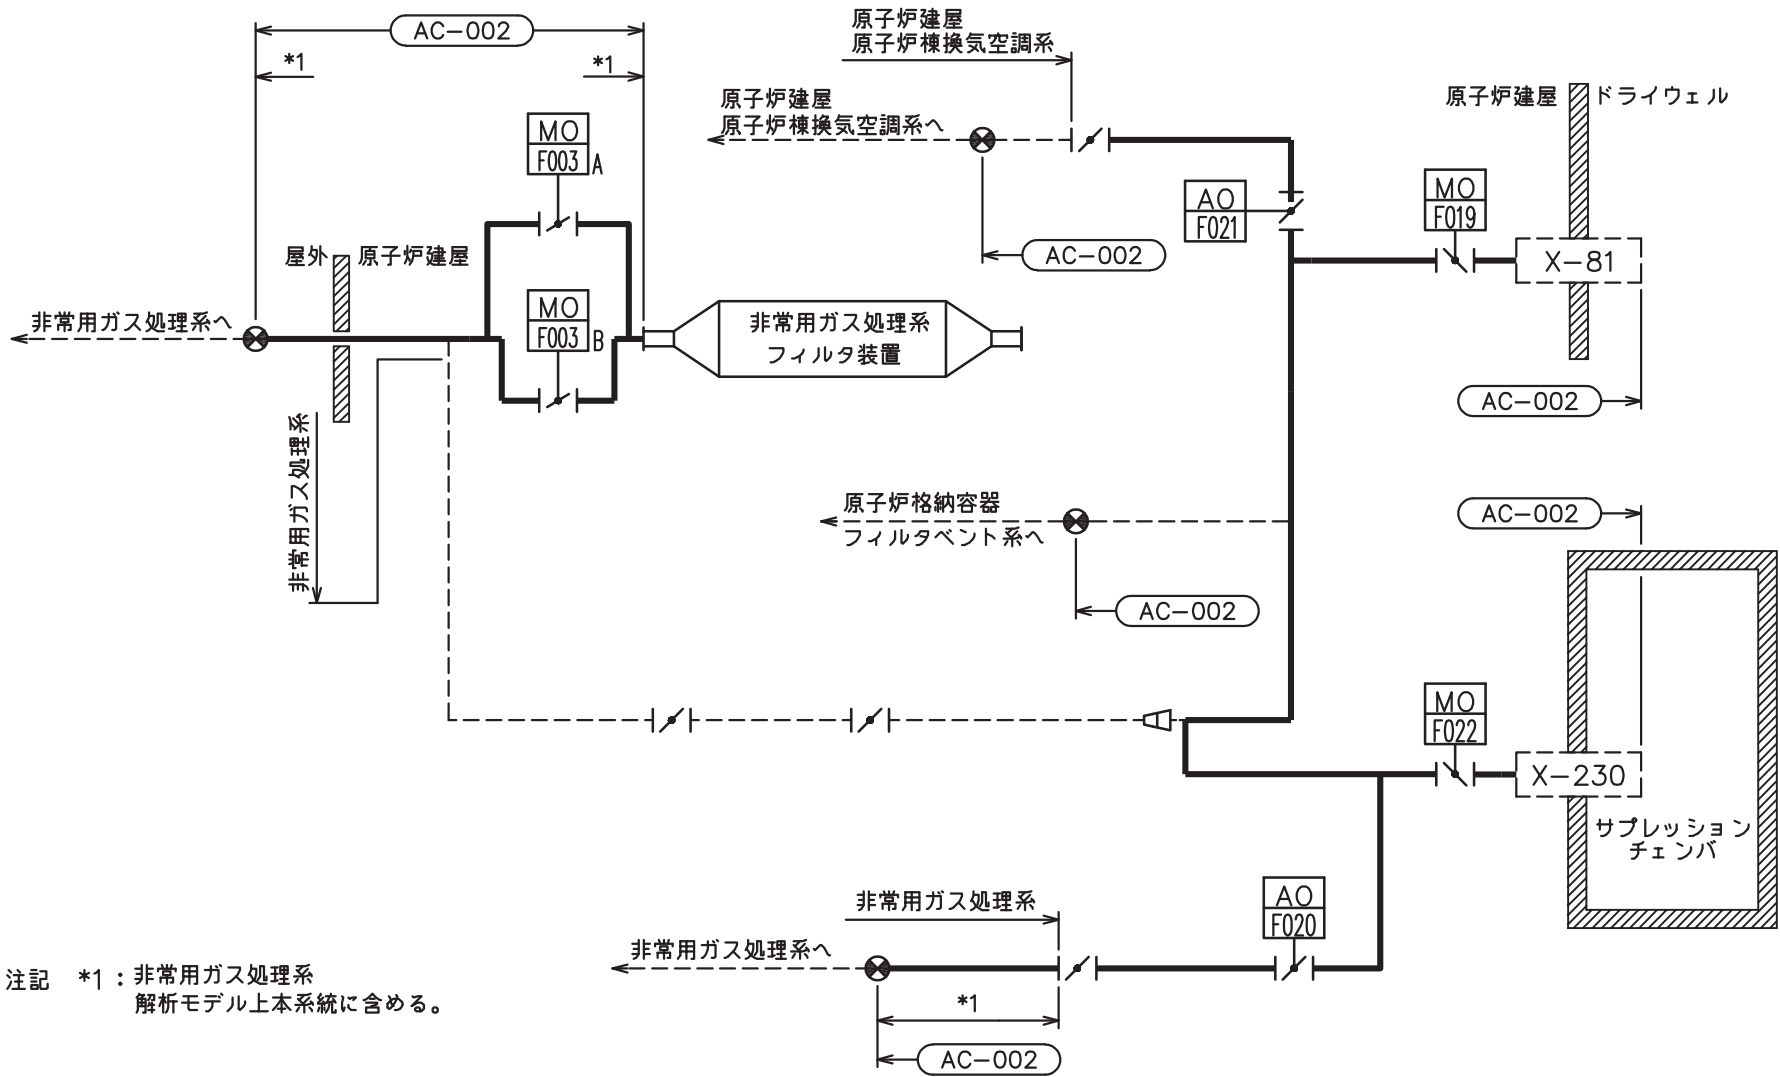 AC-002
*1
*1
MO
F003
A
屋外
原子炉建屋
MO
F003
B
非常用ガス処理系へ
非常用ガス処理系
フィルタ装置
非常用ガス処理系
原子炉建屋
原子炉棟換気空調系
原子炉建屋
原子炉棟換気空調系へ
AC-002
AO
F021
原子炉建屋
ドライウェル
MO
F019
X-81
AC-002
原子炉格納容器
フィルタベント系へ
AC-002
AC-002
MO
F022
X-230
サプレッション
チェンバ
AO
F020
非常用ガス処理系
非常用ガス処理系へ
*1
AC-002
注記 *1:非常用ガス処理系
解析モデル上本系統に含める。